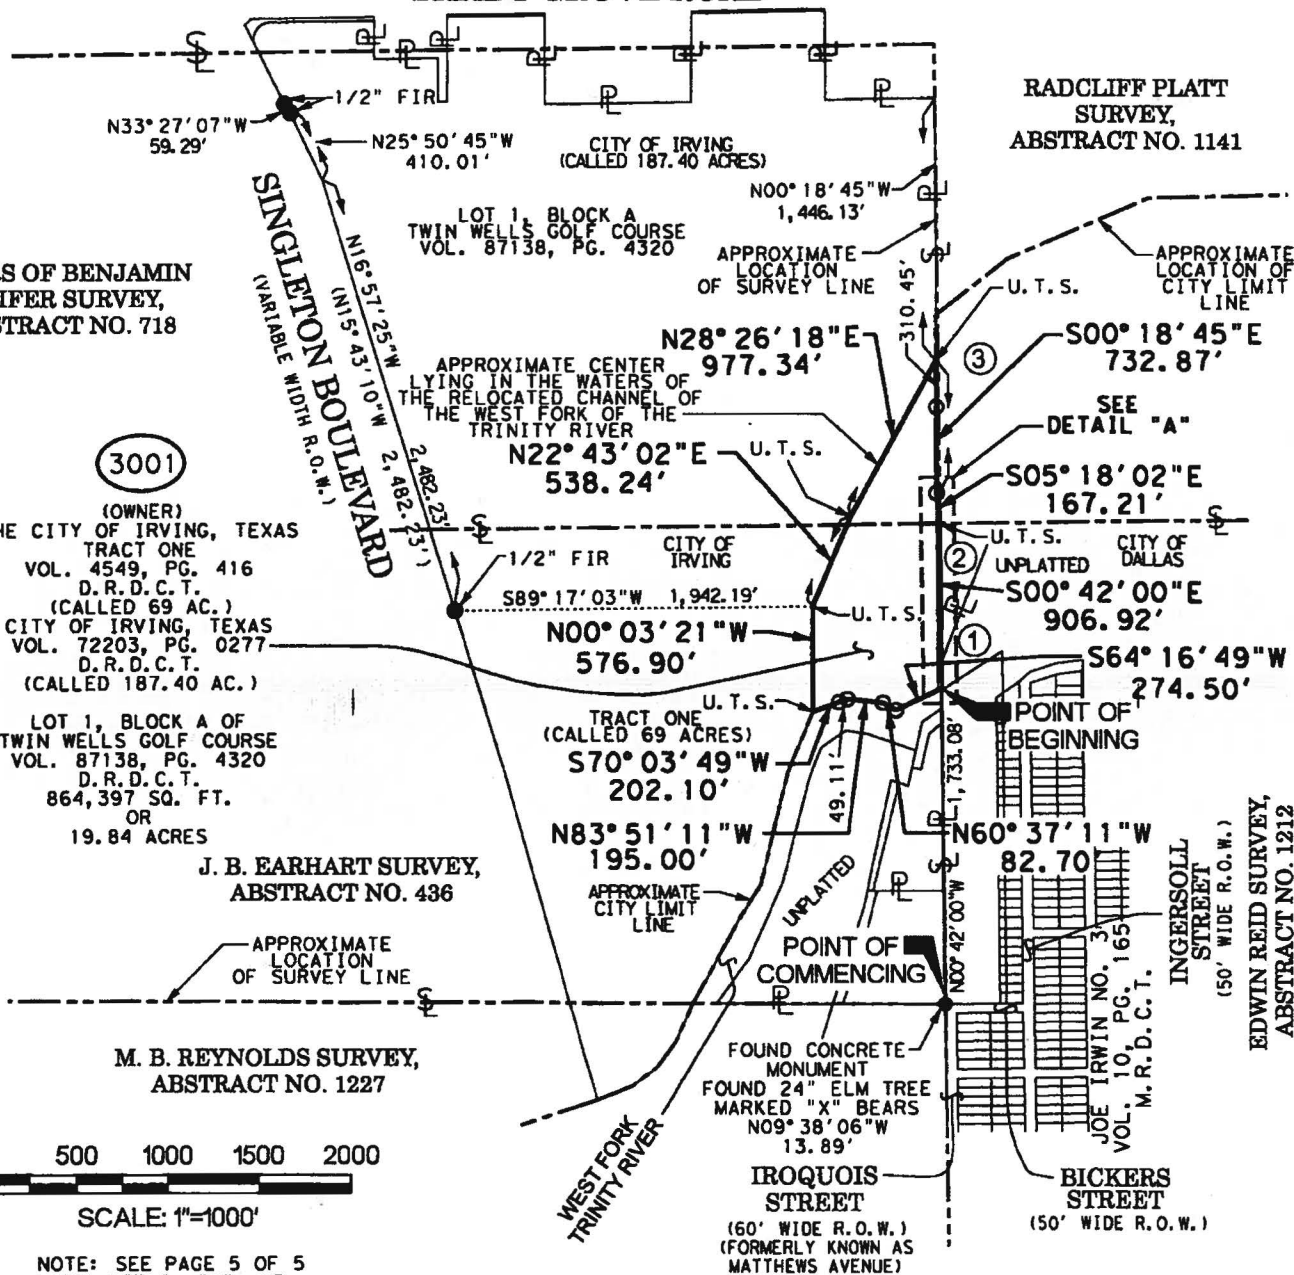 RADCLIFF PLATT
SURVEY,
ABSTRACT NO. 1141
1/2" FIR
N33°27'07"W
59.29'
N25°50'45"W
410.01'
CITY OF IRVING
(CALLED 187.40 ACRES)
N00°18'45"W
1,446.13'
LOT 1, BLOCK A
TWIN WELLS GOLF COURSE
VOL. 87138, PG. 4320
APPROXIMATE
LOCATION
OF SURVEY LINE
APPROXIMATE
LOCATION OF
CITY LIMIT
LINE
SINGLETON BOULEVARD
(VARIABLE WIDTH R.O.W.)
N16°57'25"W 2,482.23'
(N15°43'10"W 2,482.23')
S OF BENJAMIN
IFER SURVEY,
STRACT NO. 718
310.45'
U.T.S.
N28°26'18"E
977.34'
3
S00°18'45"E
732.87'
APPROXIMATE CENTER
LYING IN THE WATERS OF
THE RELOCATED CHANNEL OF
THE WEST FORK OF THE
TRINITY RIVER
SEE
DETAIL "A"
N22°43'02"E
538.24'
U.T.S.
S05°18'02"E
167.21'
3001
(OWNER)
HE CITY OF IRVING, TEXAS
TRACT ONE
VOL. 4549, PG. 416
D.R.D.C.T.
(CALLED 69 AC.)
CITY OF IRVING, TEXAS
VOL. 72203, PG. 0277
D.R.D.C.T.
(CALLED 187.40 AC.)
LOT 1, BLOCK A OF
TWIN WELLS GOLF COURSE
VOL. 87138, PG. 4320
D.R.D.C.T.
864,397 SQ. FT.
OR
19.84 ACRES
1/2" FIR
CITY OF
IRVING
U.T.S.
UNPLATTED
CITY OF
DALLAS
2
S89°17'03"W 1,942.19'
U.T.S.
S00°42'00"E
906.92'
N00°03'21"W
576.90'
1
S64°16'49"W
274.50'
U.T.S.
POINT OF
BEGINNING
TRACT ONE
(CALLED 69 ACRES)
S70°03'49"W
202.10'
49.11'
1,733.08'
N83°51'11"W
195.00'
N60°37'11"W
82.70'
J. B. EARHART SURVEY,
ABSTRACT NO. 436
APPROXIMATE
CITY LIMIT
LINE
UNPLATTED
N00°42'00"W
INGERSOLL
STREET
(50' WIDE R.O.W.)
EDWIN REID SURVEY,
ABSTRACT NO. 1212
APPROXIMATE
LOCATION
OF SURVEY LINE
POINT OF
COMMENCING
JOE IRWIN NO. 3
VOL. 10, PG. 165
M.R.D.C.T.
M. B. REYNOLDS SURVEY,
ABSTRACT NO. 1227
FOUND CONCRETE
MONUMENT
FOUND 24" ELM TREE
MARKED "X" BEARS
N09°38'06"W
13.89'
WEST FORK
TRINITY RIVER
IROQUOIS
STREET
(60' WIDE R.O.W.)
(FORMERLY KNOWN AS
MATTHEWS AVENUE)
BICKERS
STREET
(50' WIDE R.O.W.)
500 1000 1500 2000
SCALE: 1"=1000'
NOTE: SEE PAGE 5 OF 5